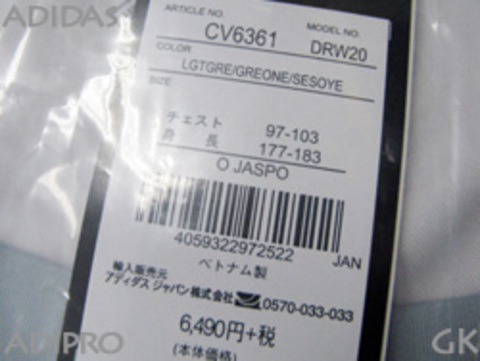 ADIDAS
ARTICLE NO.
MODEL NO.
CV6361
DRW20
COLOR
LGTGRE/GREONE/SESOYE
SIZE
チェスト 97-103
身 長 177-183
O JASPO
4059322972522
JAN
ベトナム製
輸入販売元
アディダス ジャパン株式会社
0570-033-033
6,490円+税
(本体価格)
ADIPRO
GK